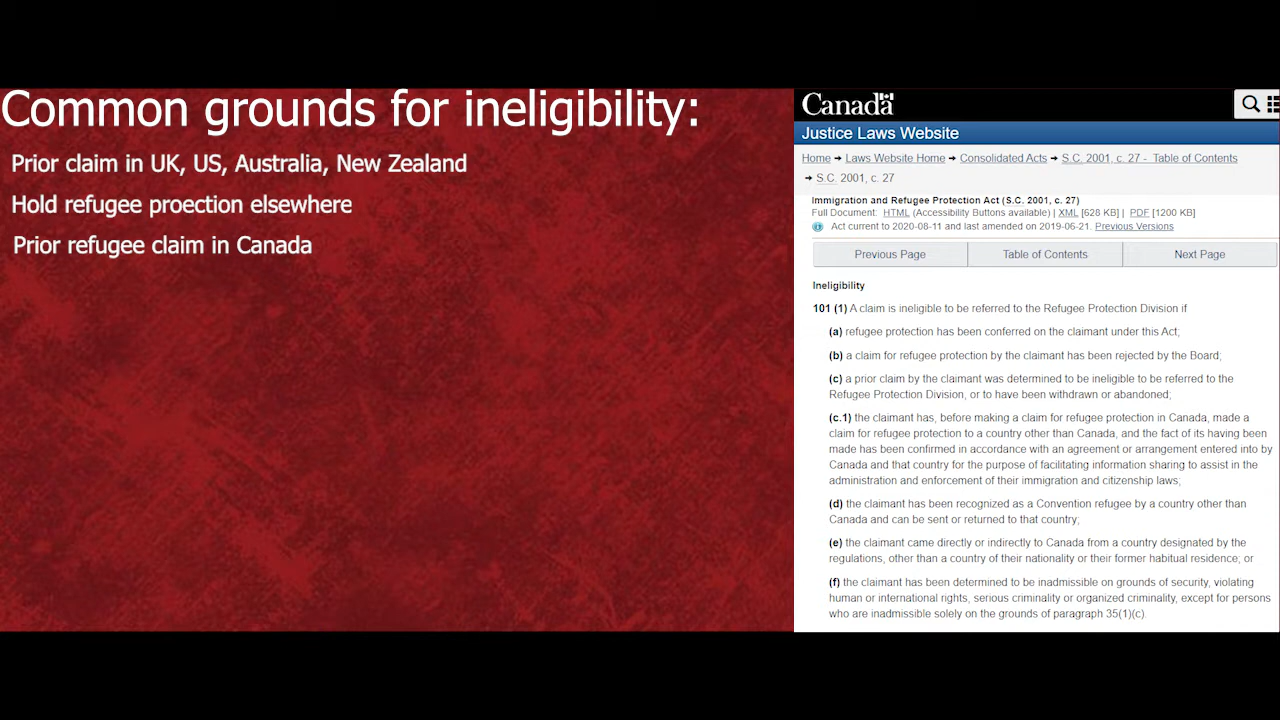 Common grounds for ineligibility:
Prior claim in UK, US, Australia, New Zealand
Hold refugee proection elsewhere
Prior refugee claim in Canada
Canada
Justice Laws Website
Home → Laws Website Home → Consolidated Acts → S.C. 2001, c. 27 - Table of Contents
→ S.C. 2001, c. 27
Immigration and Refugee Protection Act (S.C. 2001, c. 27)
Full Document: HTML (Accessibility Buttons available) | XML [628 KB] | PDF [1200 KB]
Act current to 2020-08-11 and last amended on 2019-06-21. Previous Versions
Previous Page Table of Contents Next Page
Ineligibility
101 (1) A claim is ineligible to be referred to the Refugee Protection Division if
(a) refugee protection has been conferred on the claimant under this Act;
(b) a claim for refugee protection by the claimant has been rejected by the Board;
(c) a prior claim by the claimant was determined to be ineligible to be referred to the
Refugee Protection Division, or to have been withdrawn or abandoned;
(c.1) the claimant has, before making a claim for refugee protection in Canada, made a
claim for refugee protection to a country other than Canada, and the fact of its having been
made has been confirmed in accordance with an agreement or arrangement entered into by
Canada and that country for the purpose of facilitating information sharing to assist in the
administration and enforcement of their immigration and citizenship laws;
(d) the claimant has been recognized as a Convention refugee by a country other than
Canada and can be sent or returned to that country;
(e) the claimant came directly or indirectly to Canada from a country designated by the
regulations, other than a country of their nationality or their former habitual residence; or
(f) the claimant has been determined to be inadmissible on grounds of security, violating
human or international rights, serious criminality or organized criminality, except for persons
who are inadmissible solely on the grounds of paragraph 35(1)(c).